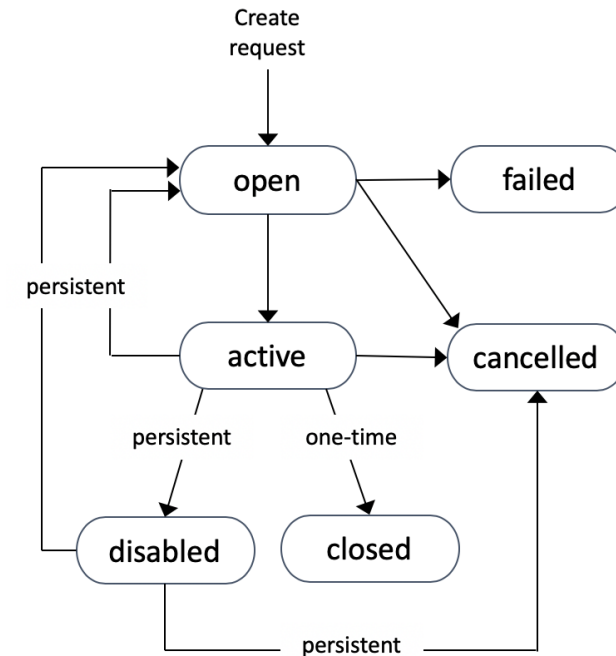 Create
request
open
failed
persistent
active
cancelled
persistent
one-time
disabled
closed
persistent